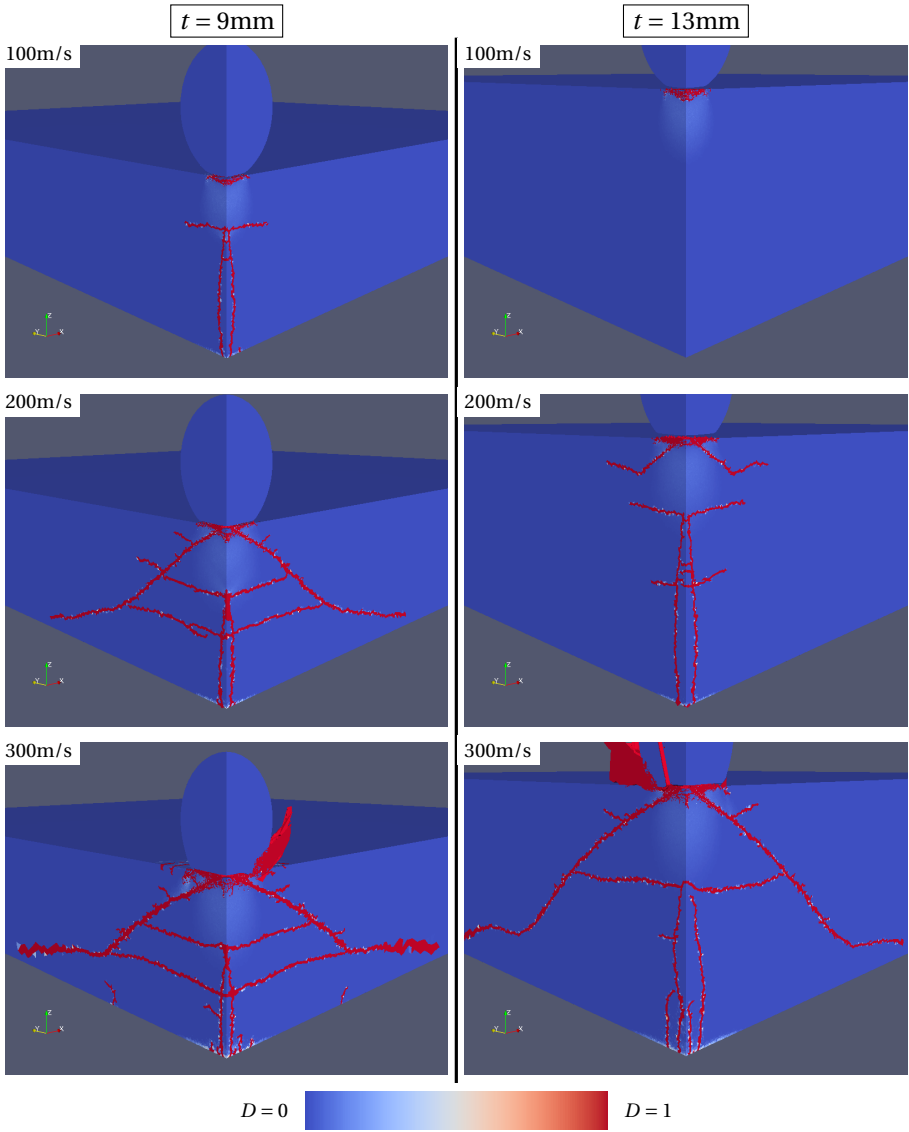 t = 9mm
t = 13mm
100m/s
100m/s
Z
Y X
Z
Y X
200m/s
200m/s
Z
Y X
Z
Y X
300m/s
300m/s
Z
Y X
Z
Y X
D = 0
D = 1